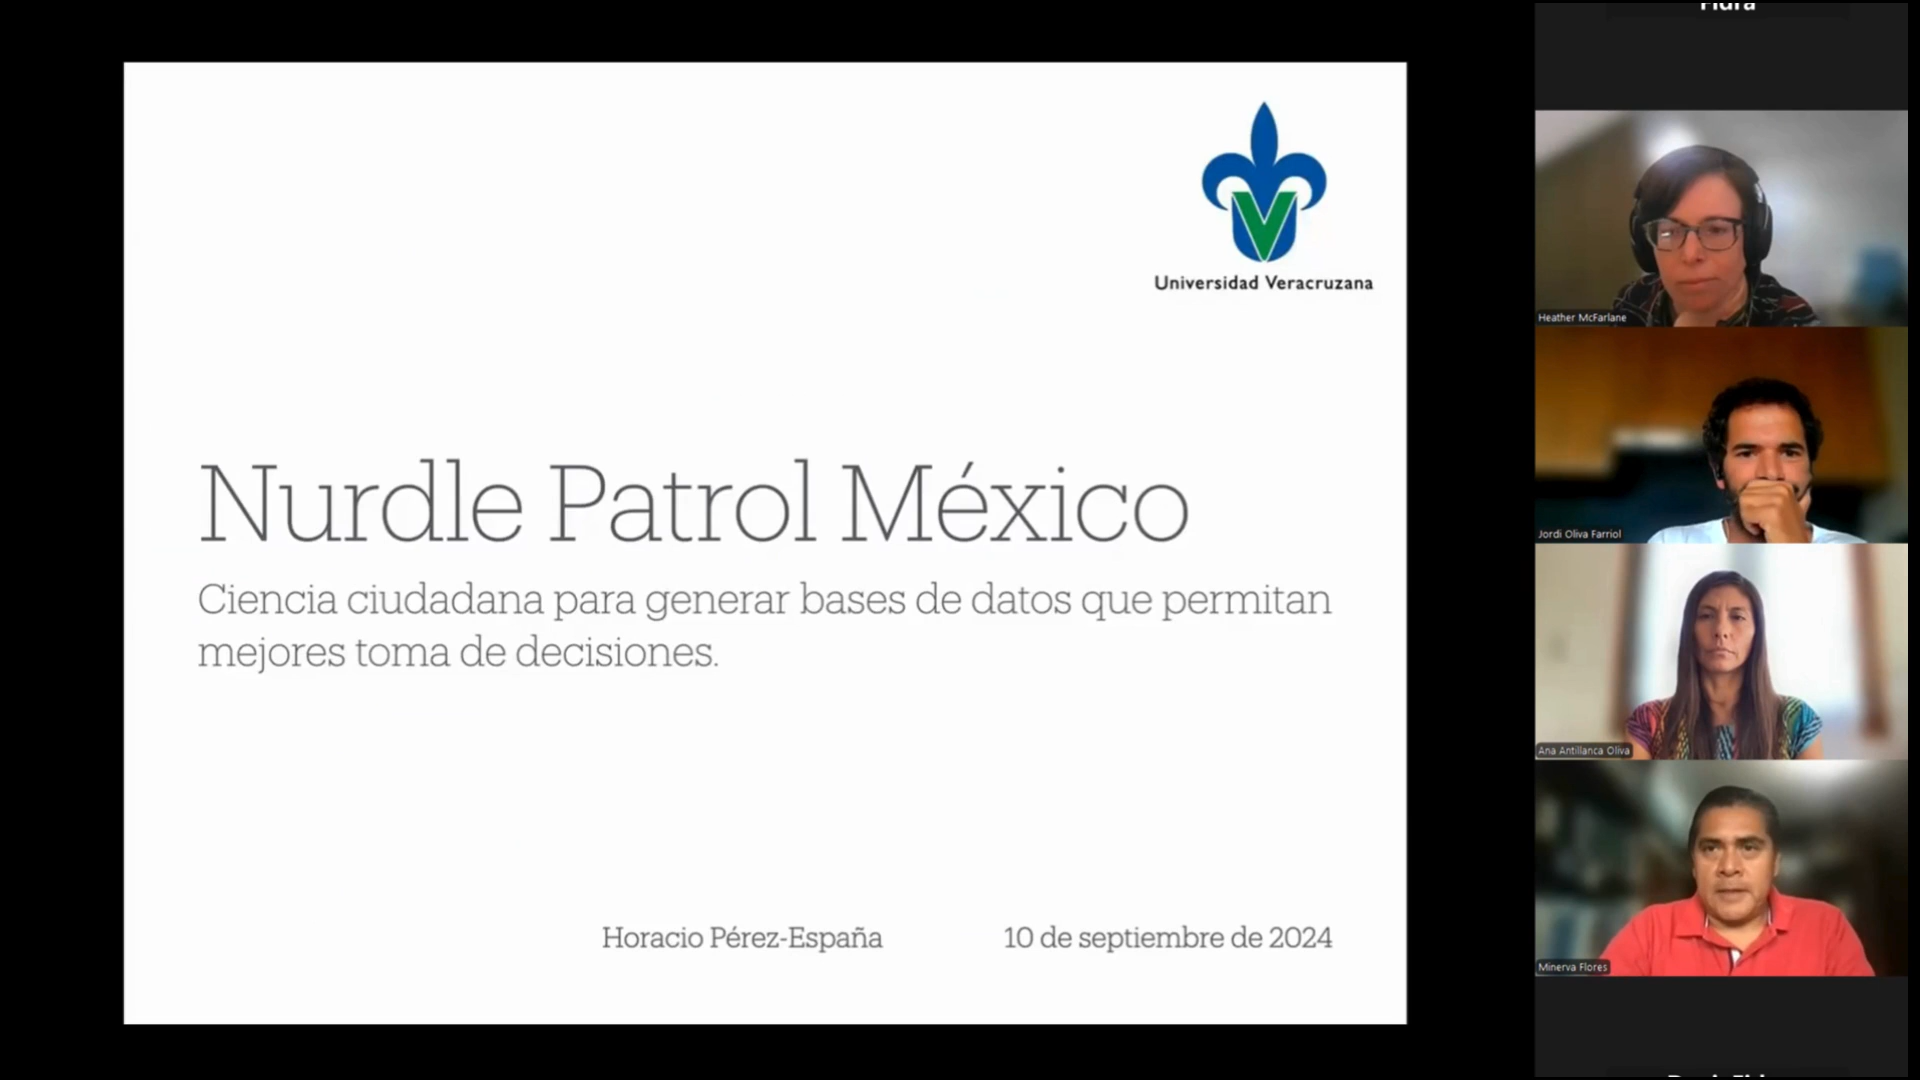 Universidad Veracruzana
Nurdle Patrol México
Ciencia ciudadana para generar bases de datos que permitan
mejores toma de decisiones.
Horacio Pérez-España
10 de septiembre de 2024
Heather McFarlane
Jordi Oliva Farriol
Ana Antillanca Oliva
Minerva Flores